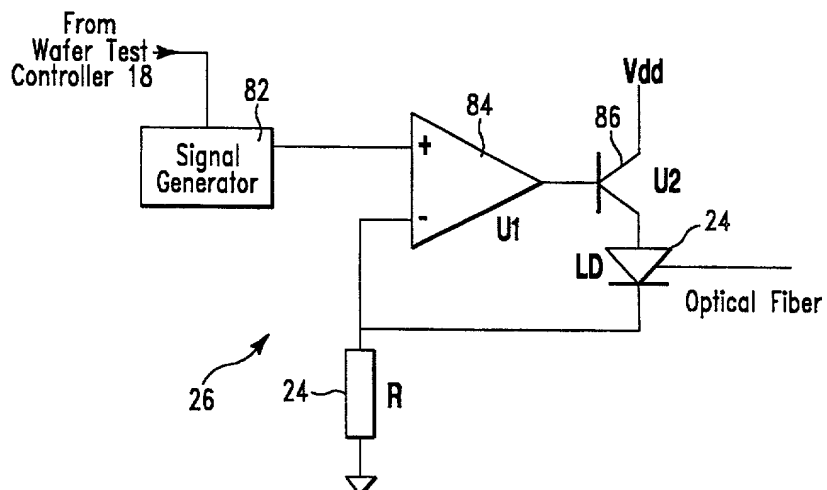 From
Wafer Test
Controller 18
82
Signal
Generator
+
-
84
U1
Vdd
86
U2
24
LD
Optical Fiber
26
24
R